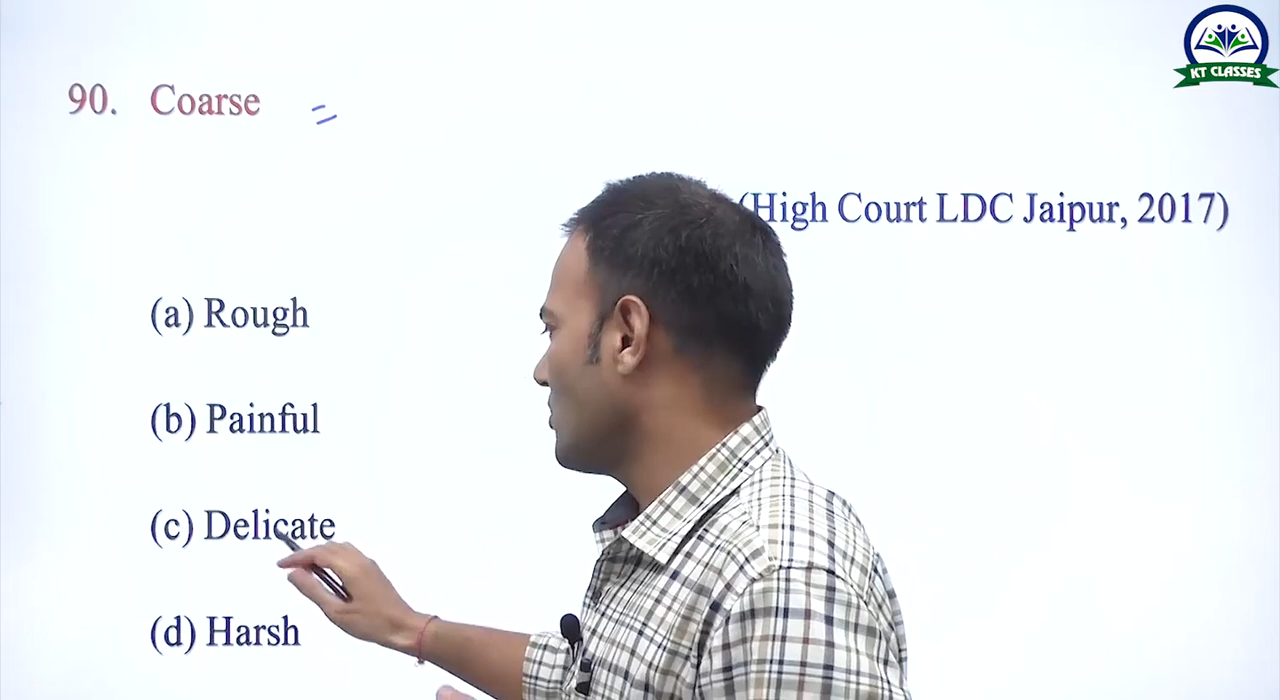 KT CLASSES
90. Coarse =
(High Court LDC Jaipur, 2017)
(a) Rough
(b) Painful
(c) Delicate
(d) Harsh